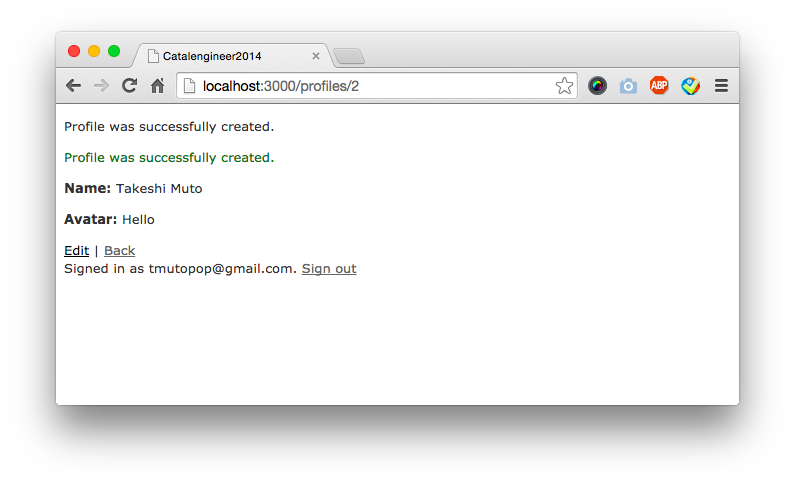 Catalengineer2014
localhost:3000/profiles/2
ABP
Profile was successfully created.
Profile was successfully created.
Name: Takeshi Muto
Avatar: Hello
Edit | Back
Signed in as tmutopop@gmail.com. Sign out